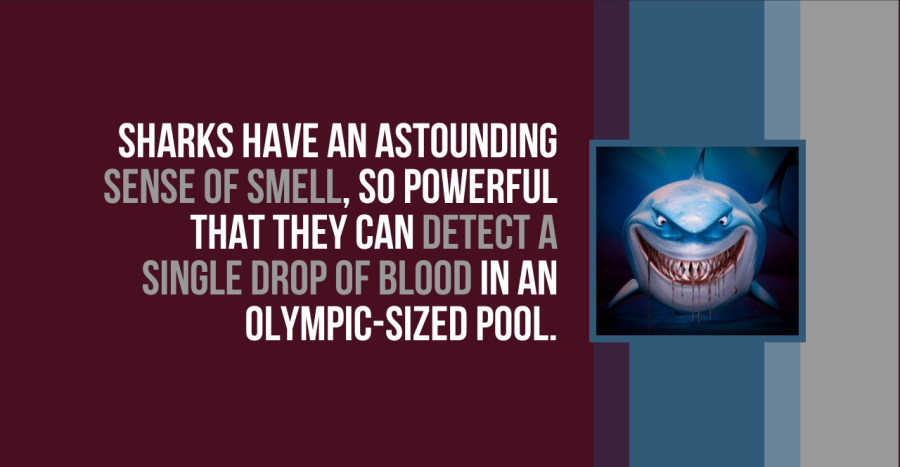 SHARKS HAVE AN ASTOUNDING
SENSE OF SMELL, SO POWERFUL
THAT THEY CAN DETECT A
SINGLE DROP OF BLOOD IN AN
OLYMPIC-SIZED POOL.